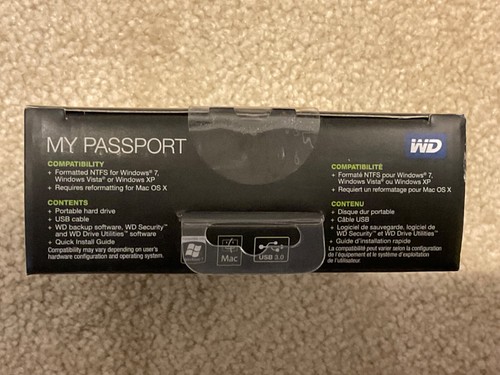 MY PASSPORT
WD
COMPATIBILITY
+ Formatted NTFS for Windows® 7,
Windows Vista® or Windows XP
+ Requires reformatting for Mac OS X
CONTENTS
+ Portable hard drive
+ USB cable
+ WD backup software, WD Security™
and WD Drive Utilities™ software
+ Quick Install Guide
Compatibility may vary depending on user's
hardware configuration and operating system.
Mac
USB 3.0
COMPATIBILITÉ
+ Formaté NTFS pour Windows® 7,
Windows Vista® ou Windows XP
+ Requiert un reformatage pour Mac OS X
CONTENU
+ Disque dur portable
+ Câble USB
+ Logiciel de sauvegarde, logiciel de
WD Security™ et WD Drive Utilities™
+ Guide d'installation rapide
La compatibilité peut varier selon la configuration
de l'équipement et le système d'exploitation
de l'utilisateur.